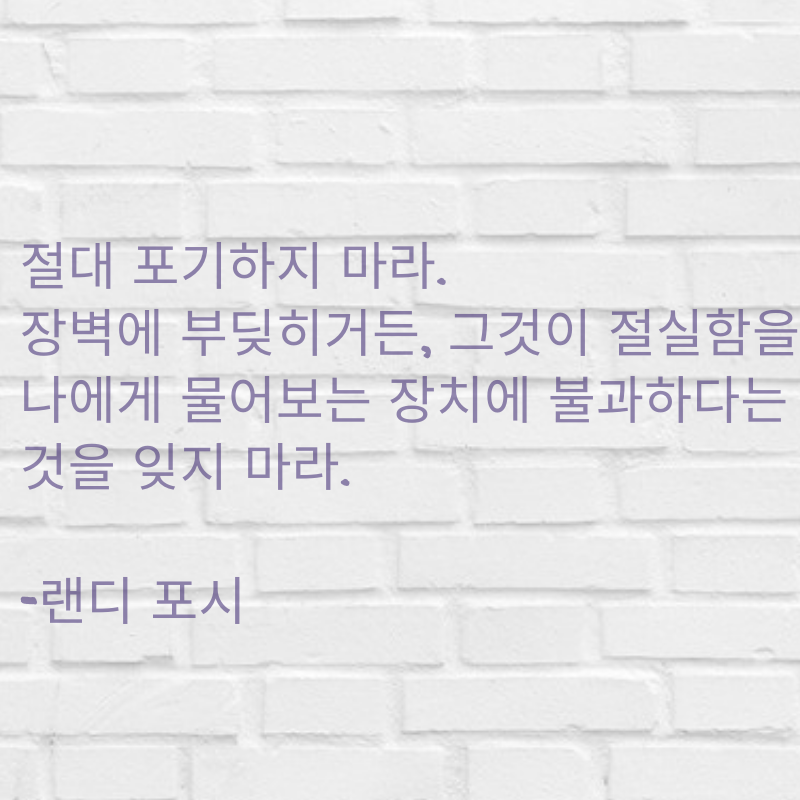 절대 포기하지 마라.
장벽에 부딪히거든, 그것이 절실함을
나에게 물어보는 장치에 불과하다는
것을 잊지 마라.
-랜디 포시